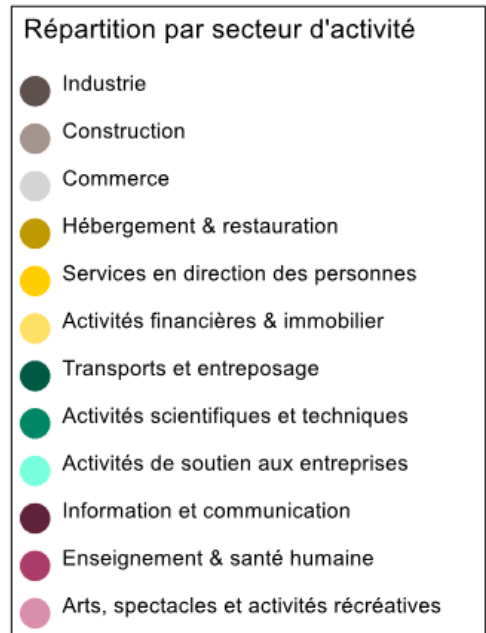 Répartition par secteur d'activité
Industrie
Construction
Commerce
Hébergement & restauration
Services en direction des personnes
Activités financières & immobilier
Transports et entreposage
Activités scientifiques et techniques
Activités de soutien aux entreprises
Information et communication
Enseignement & santé humaine
Arts, spectacles et activités récréatives